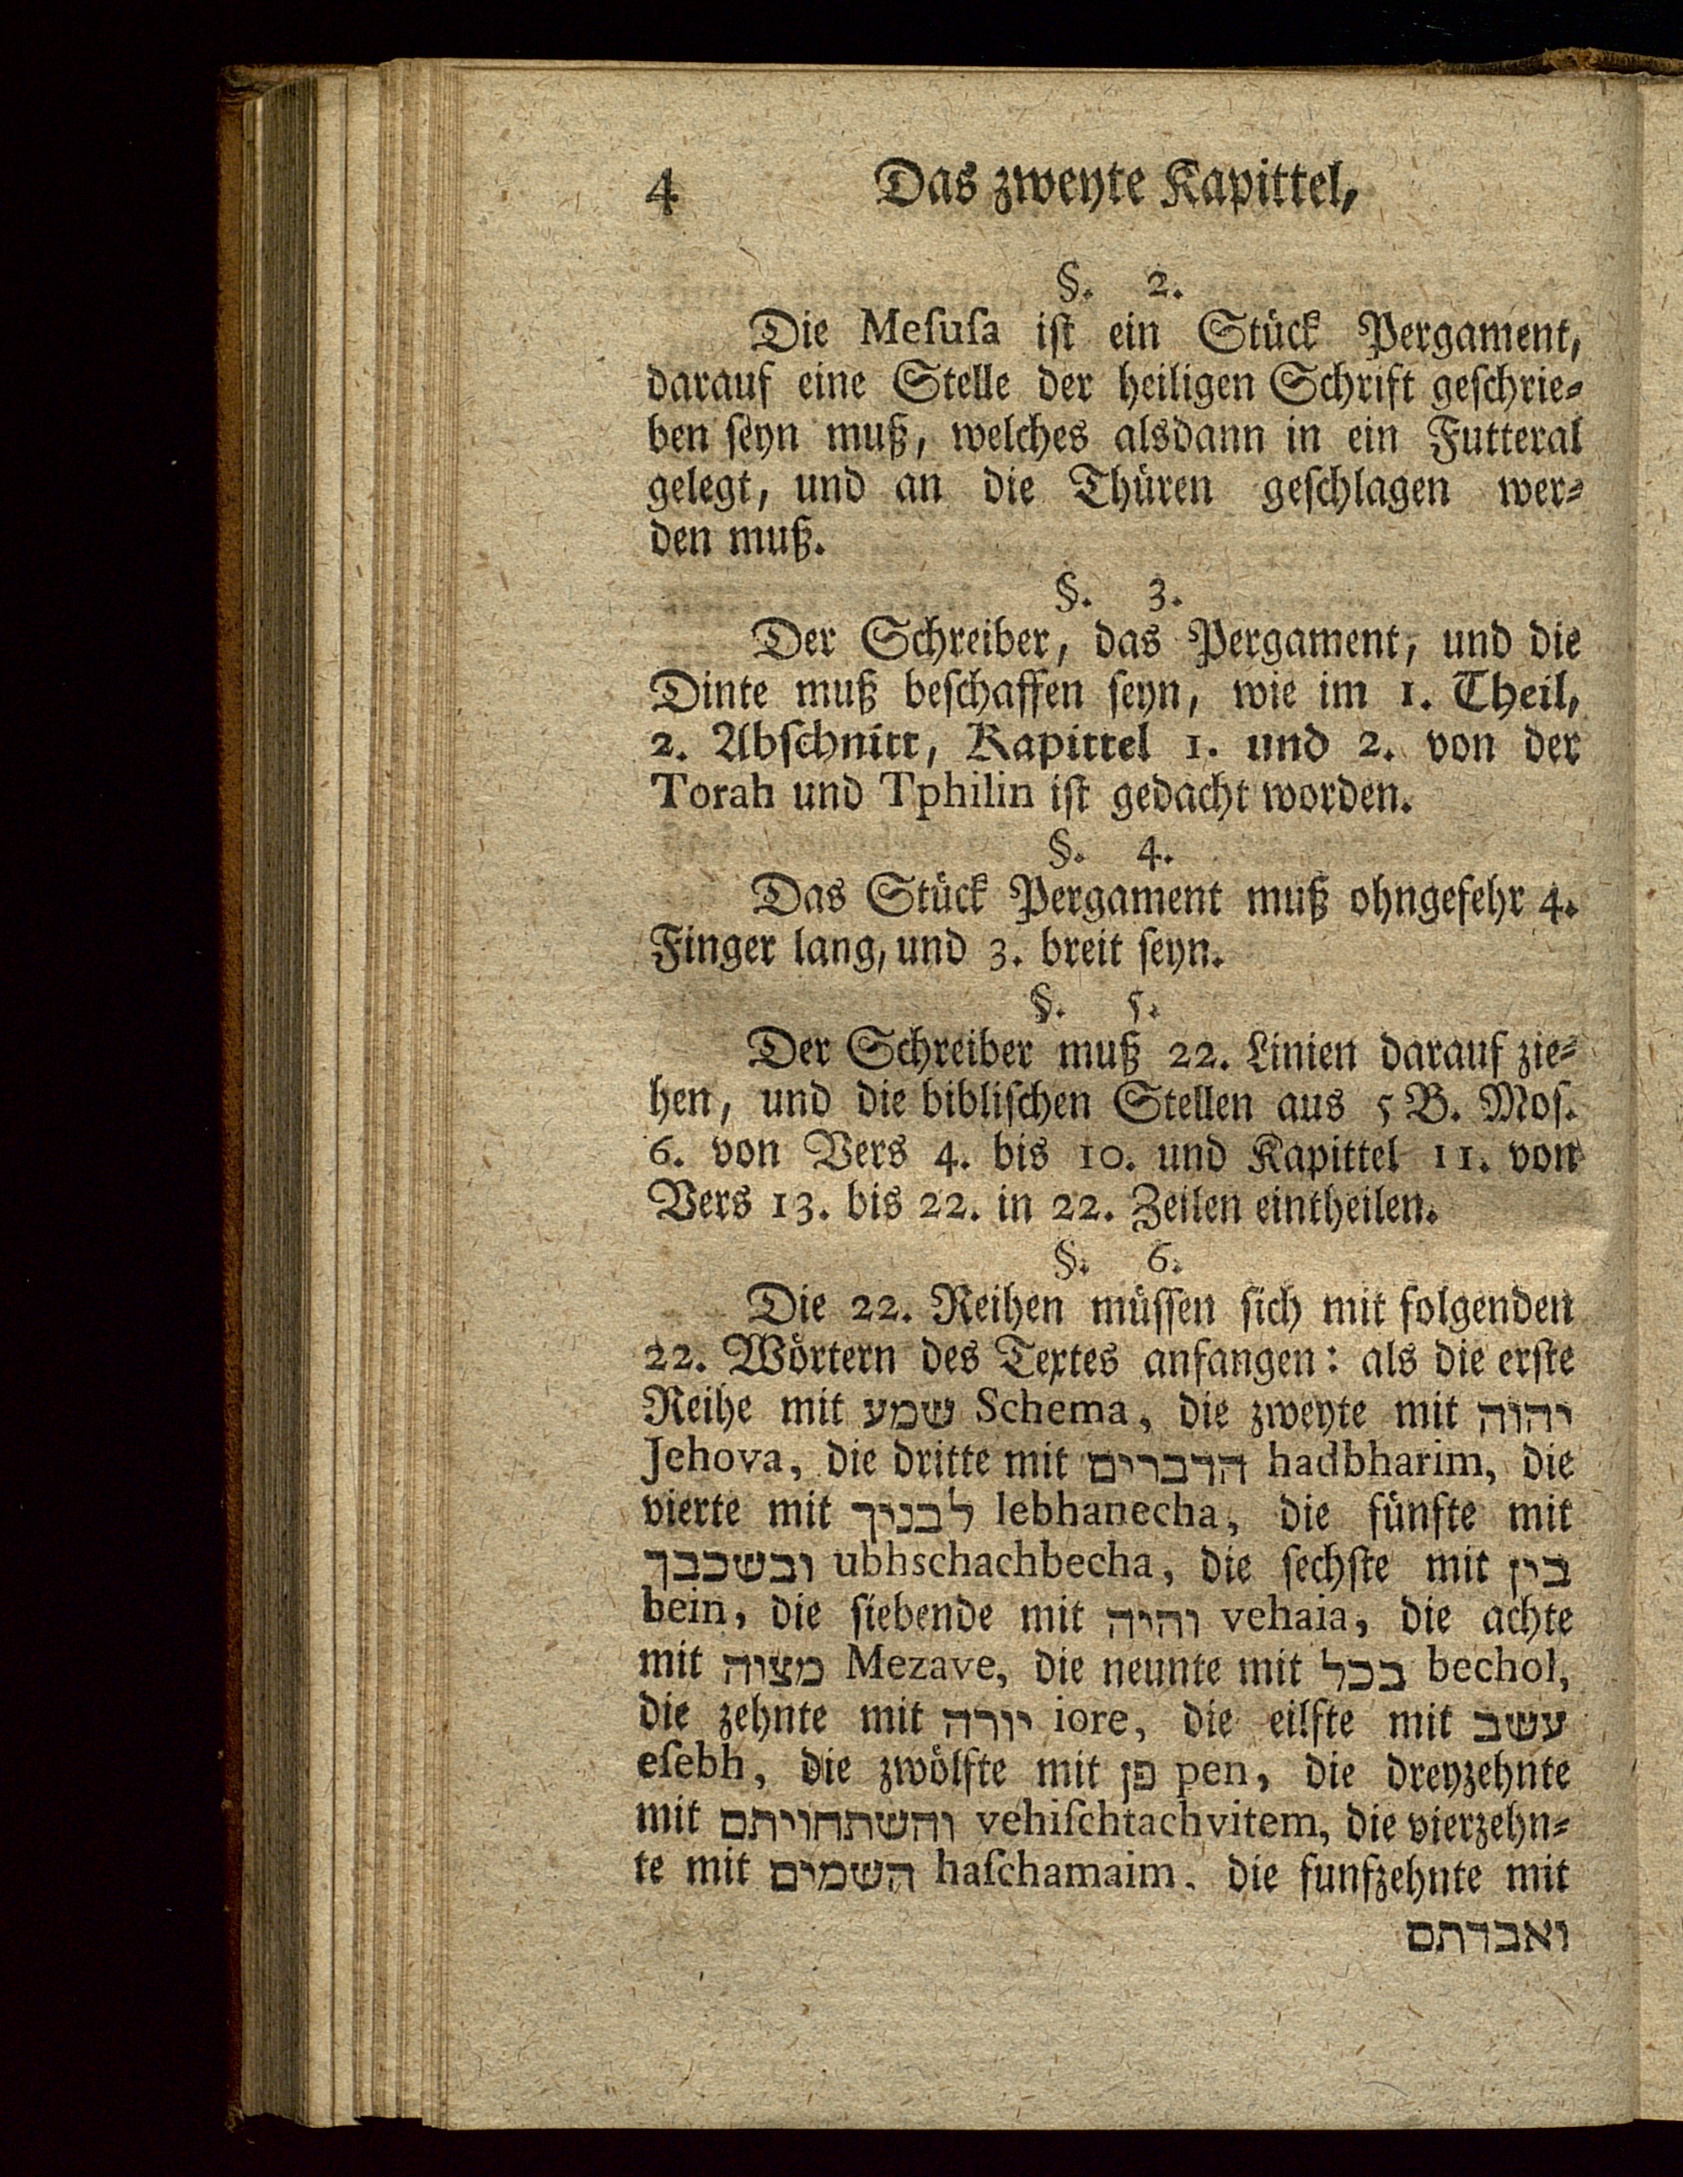 4 Das zweyte Kapittel,
§. 2.
Die Meſuſa iſt ein Stück Pergament,
darauf eine Stelle der heiligen Schrift geſchrie⸗
ben ſeyn muß, welches alsdann in ein Futteral
gelegt, und an die Thüren geſchlagen wer⸗
den muß.
§. 3.
Der Schreiber, das Pergament, und die
Dinte muß beſchaffen ſeyn, wie im 1. Theil,
2. Abſchnitt, Kapittel 1. und 2. von der
Torah und Tphilin iſt gedacht worden.
§. 4.
Das Stück Pergament muß ohngefehr 4.
Finger lang, und 3. breit ſeyn.
§. 5.
Der Schreiber muß 22. Linien darauf zie⸗
hen, und die bibliſchen Stellen aus 5 B. Moſ.
6. von Vers 4. bis 10. und Kapittel 11. von
Vers 13. bis 22. in 22. Zeilen eintheilen.
§. 6.
Die 22. Reihen müſſen ſich mit folgenden
22. Wörtern des Textes anfangen: als die erſte
Reihe mit שמע Schema, die zweyte mit יהוה
Jehova, die dritte mit הדברים hadbharim, die
vierte mit לבניך lebhanecha, die fünfte mit
ובשכבך ubhschachbecha, die ſechſte mit בין
bein, die ſiebende mit והיה vehaia, die achte
mit מצוה Mezave, die neunte mit בכל bechol,
die zehnte mit יורה iore, die eilfte mit עשב
eſebh, die zwölfte mit פן pen, die dreyzehnte
mit והשתחויתם vehiſchtachvitem, die vierzehn⸗
te mit השמים haſchamaim. die funfzehnte mit
ואבדתם